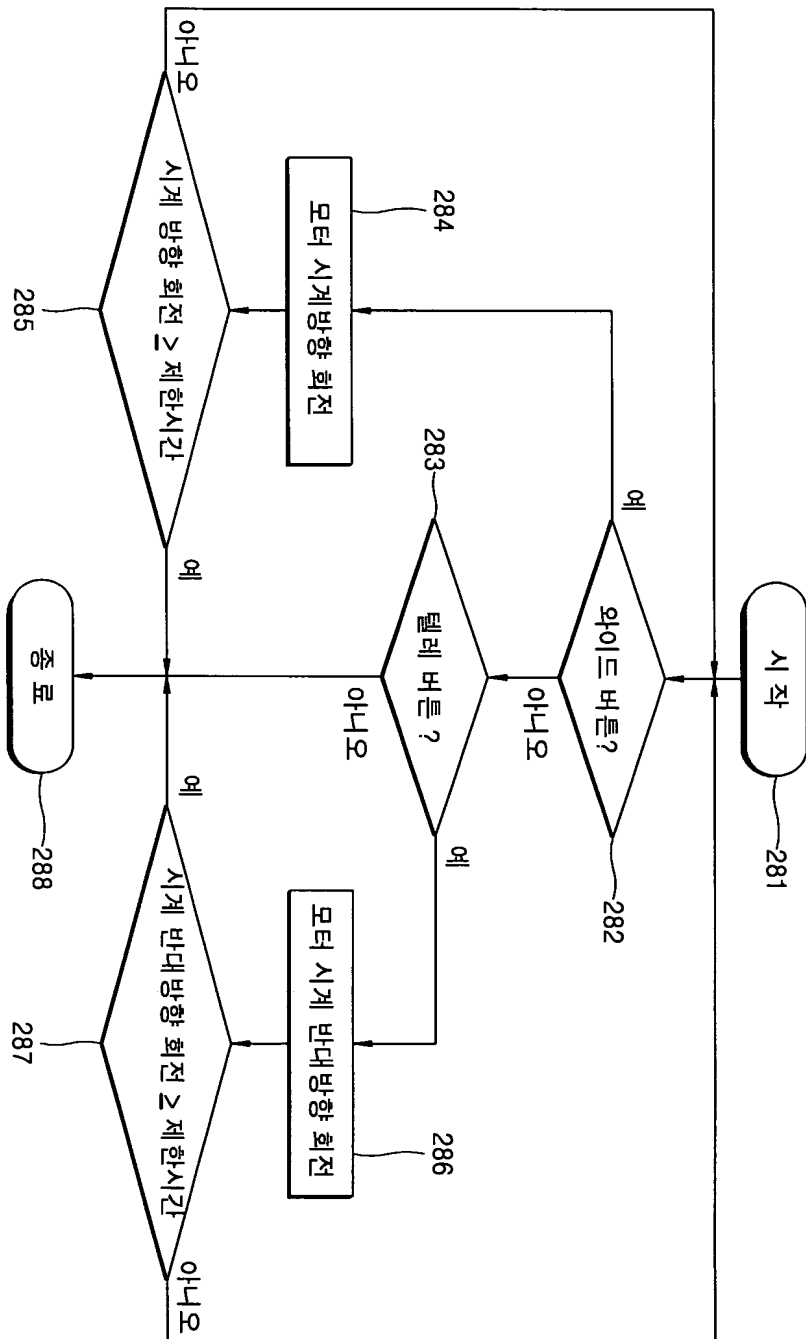 시 작
281
와이드 버튼?
282
예
아니오
텔레 버튼 ?
283
예
아니오
모터 시계방향 회전
284
모터 시계 반대방향 회전
286
시계 방향 회전 ≥ 제한시간
285
아니오
예
시계 반대방향 회전 ≥ 제한시간
287
예
아니오
종 료
288